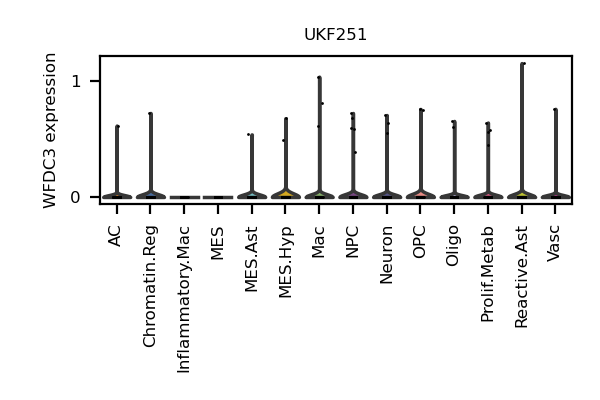 UKF251
WFDC3 expression
1
0
AC
Chromatin.Reg
Inflammatory.Mac
MES
MES.Ast
MES.Hyp
Mac
NPC
Neuron
OPC
Oligo
Prolif.Metab
Reactive.Ast
Vasc